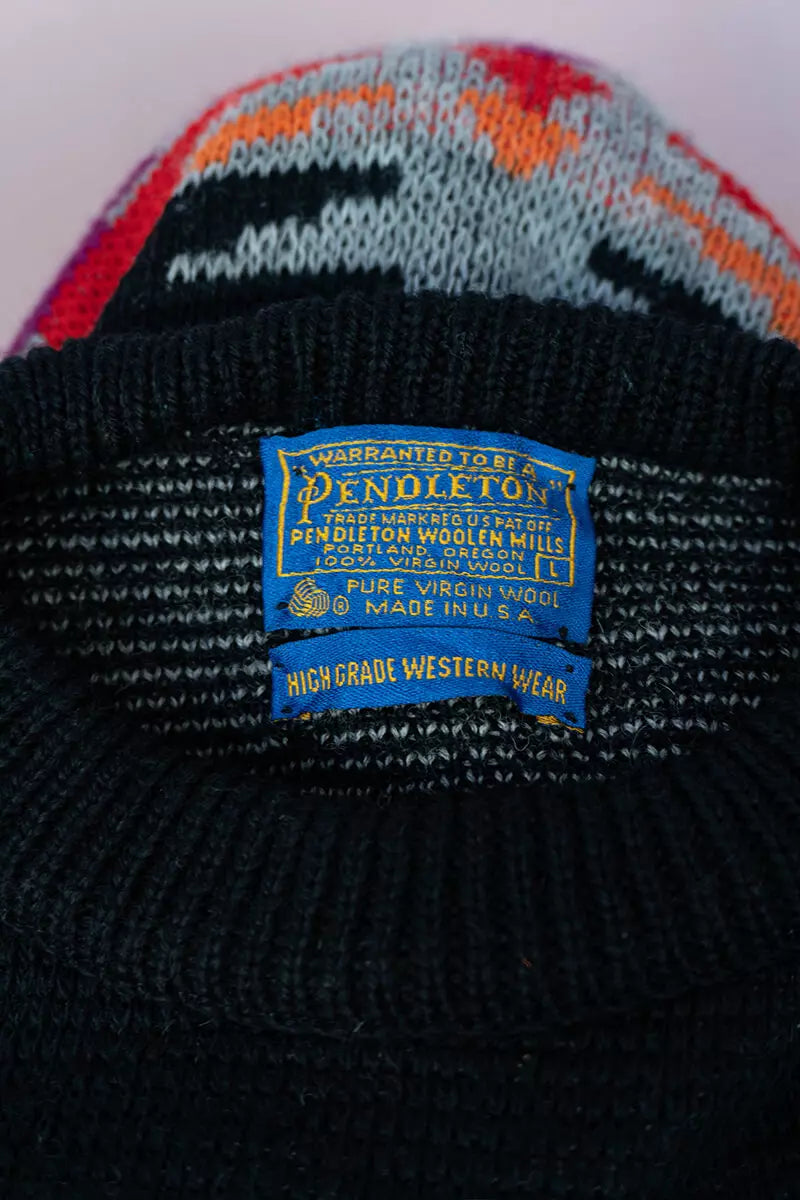 WARRANTED TO BE A
PENDLETON"
TRADE MARK REG U S PAT OFF
PENDLETON WOOLEN MILLS
PORTLAND, OREGON
100% VIRGIN WOOL L
PURE VIRGIN WOOL
® MADE IN U.S.A.
HIGH GRADE WESTERN WEAR